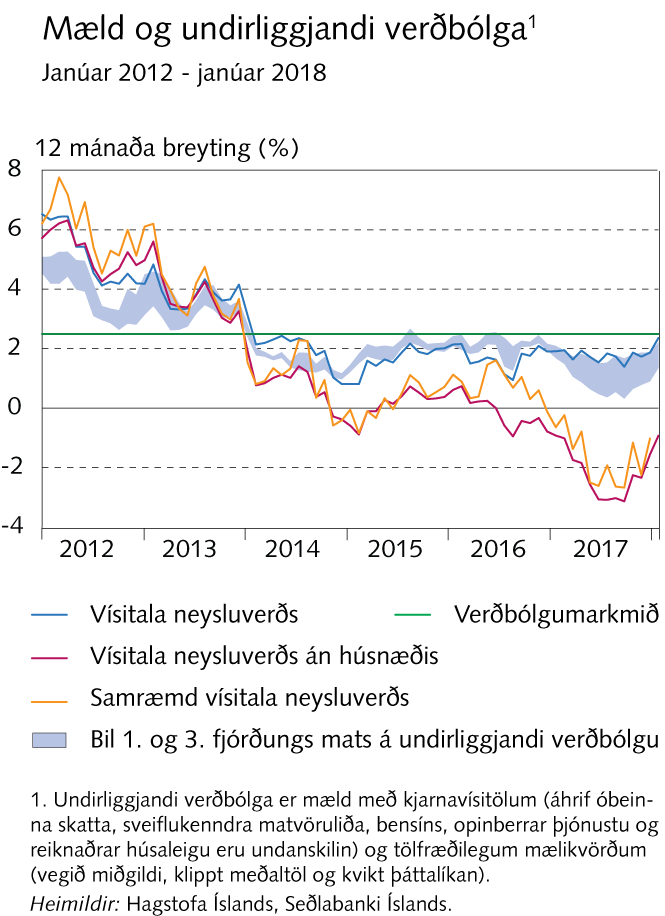 Mæld og undirliggjandi verðbólga¹
Janúar 2012 - janúar 2018
12 mánaða breyting (%)
8
6
4
2
0
-2
-4
2012 2013 2014 2015 2016 2017
Vísitala neysluverðs Verðbólgumarkmið
Vísitala neysluverðs án húsnæðis
Samræmd vísitala neysluverðs
Bil 1. og 3. fjórðungs mats á undirliggjandi verðbólgu
1. Undirliggjandi verðbólga er mæld með kjarnavísitölum (áhrif óbein-
na skatta, sveiflukenndra matvöruliða, bensíns, opinberrar þjónustu og
reiknaðrar húsaleigu eru undanskilin) og tölfræðilegum mælikvörðum
(vegið miðgildi, klippt meðaltöl og kvikt þáttalíkan).
Heimildir: Hagstofa Íslands, Seðlabanki Íslands.